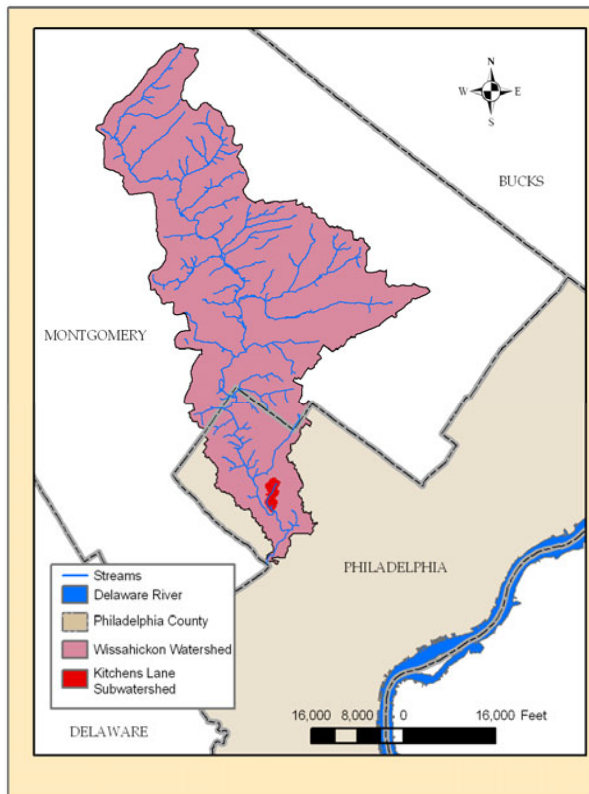 N
W E
S
BUCKS
MONTGOMERY
PHILADELPHIA
Streams
Delaware River
Philadelphia County
Wissahickon Watershed
Kitchens Lane
Subwatershed
DELAWARE
16,000 8,000 0 16,000 Feet